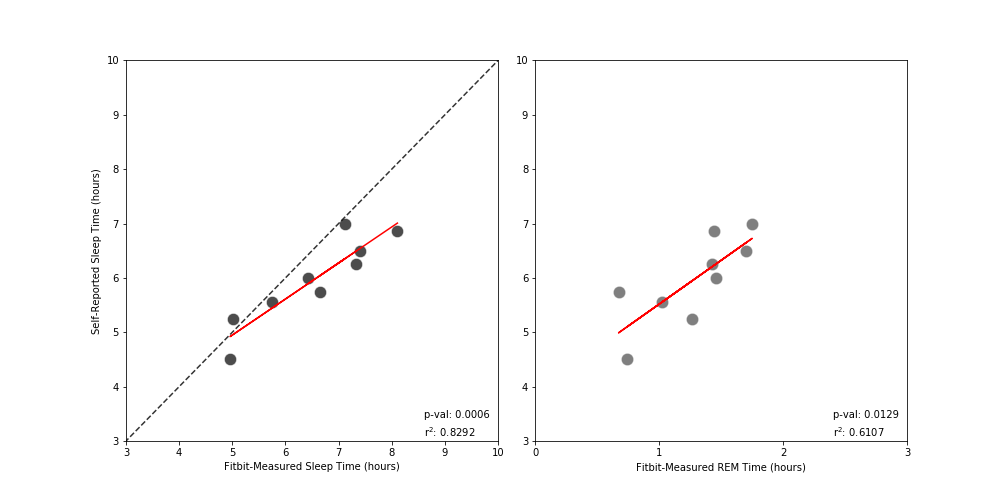 10
9
8
7
6
5
4
3
Self-Reported Sleep Time (hours)
p-val: 0.0006
r²: 0.8292
3 4 5 6 7 8 9 10
Fitbit-Measured Sleep Time (hours)
10
9
8
7
6
5
4
3
p-val: 0.0129
r²: 0.6107
0 1 2 3
Fitbit-Measured REM Time (hours)